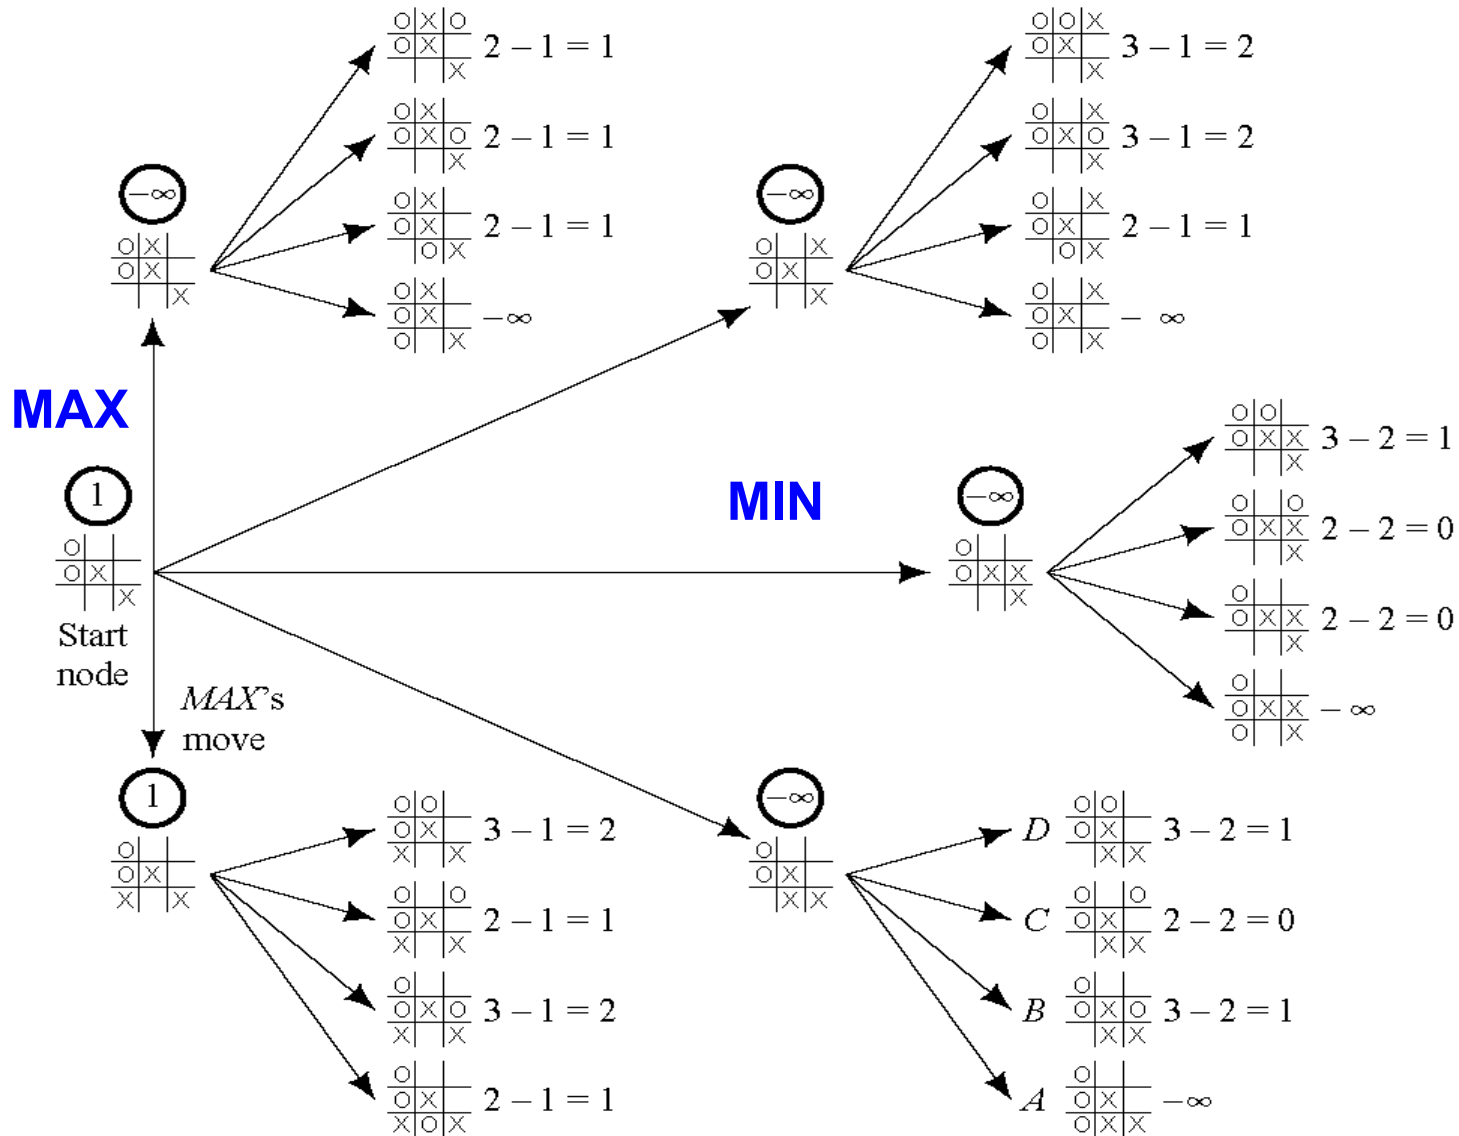 −∞
O X
O X
X
O X O
O X 2 – 1 = 1
X
O X
O X O 2 – 1 = 1
X
O X
O X 2 – 1 = 1
O X
O X
O X −∞
O X
−∞
O X
O X
X
O O X
O X 3 – 1 = 2
X
O X
O X O 3 – 1 = 2
X
O X
O X 2 – 1 = 1
O X
O X
O X − ∞
O X
MAX
1
O
O X
X
Start
node
MAX's
move
MIN
−∞
O
O X X
X
O O
O X X 3 – 2 = 1
X
O O
O X X 2 – 2 = 0
X
O
O X X 2 – 2 = 0
X
O
O X X − ∞
O X
1
O
O X
X X
O O
O X 3 – 1 = 2
X X
O O
O X 2 – 1 = 1
X X
O
O X O 3 – 1 = 2
X X
O
O X 2 – 1 = 1
X O X
−∞
O
O X
X X
O O
D O X 3 – 2 = 1
X X
O O
C O X 2 – 2 = 0
X X
O
B O X O 3 – 2 = 1
X X
O
A O X −∞
X X X